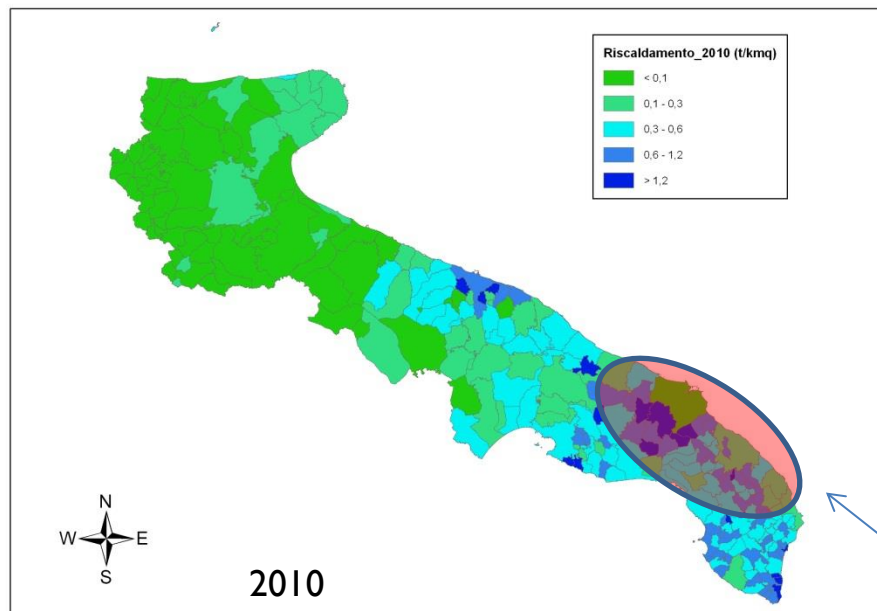 Riscaldamento_2010 (t/kmq)
< 0,1
0,1 - 0,3
0,3 - 0,6
0,6 - 1,2
> 1,2
N
W E
S
2010